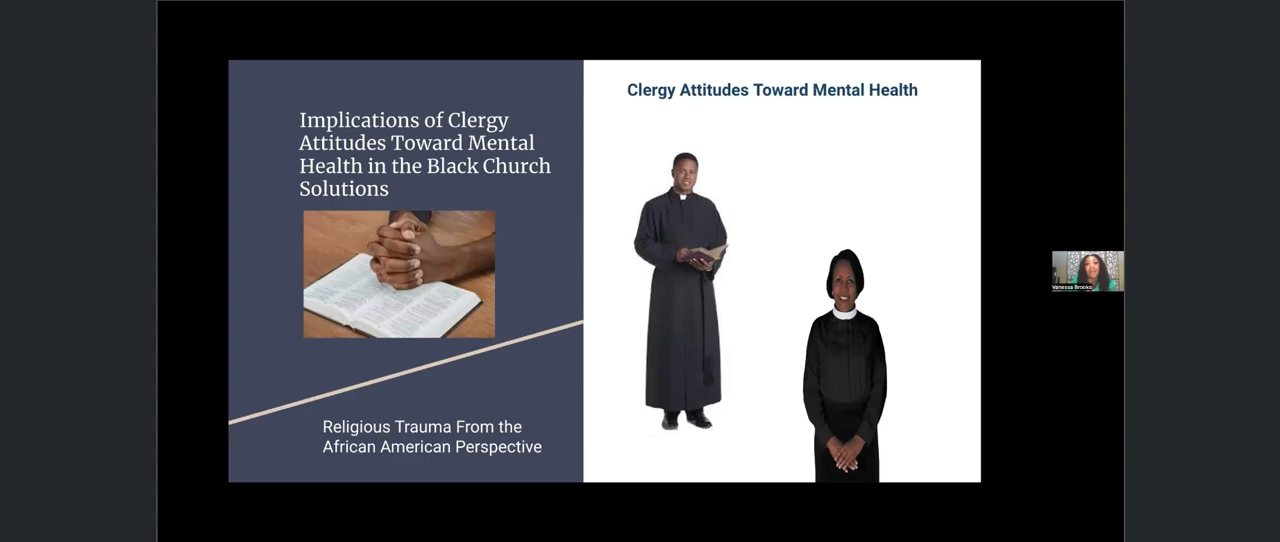 Implications of Clergy
Attitudes Toward Mental
Health in the Black Church
Solutions
Religious Trauma From the
African American Perspective
Clergy Attitudes Toward Mental Health
Vanessa Brooks